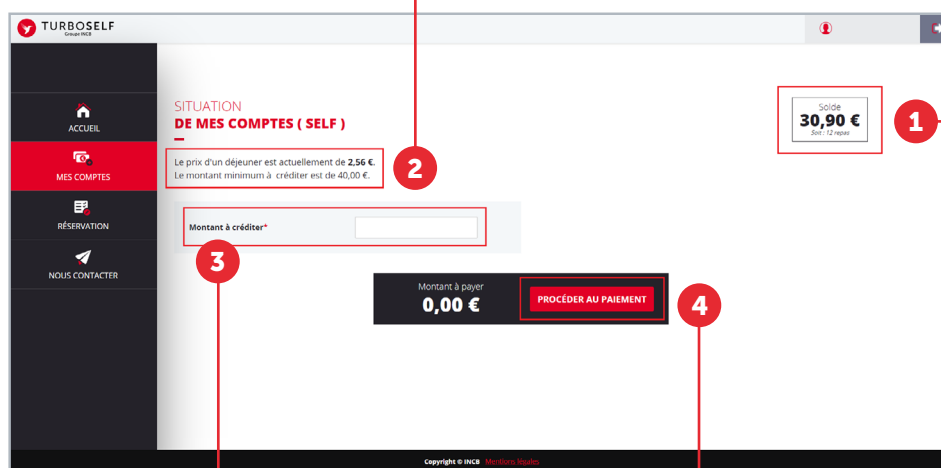 TURBOSELF
Groupe INCB
ACCUEIL
MES COMPTES
RÉSERVATION
NOUS CONTACTER
SITUATION
DE MES COMPTES ( SELF )
Solde
30,90 €
Soit : 12 repas
1
Le prix d'un déjeuner est actuellement de 2,56 €.
Le montant minimum à créditer est de 40,00 €.
2
Montant à créditer*
3
Montant à payer
0,00 €
PROCÉDER AU PAIEMENT
4
Copyright © INCB Mentions légales